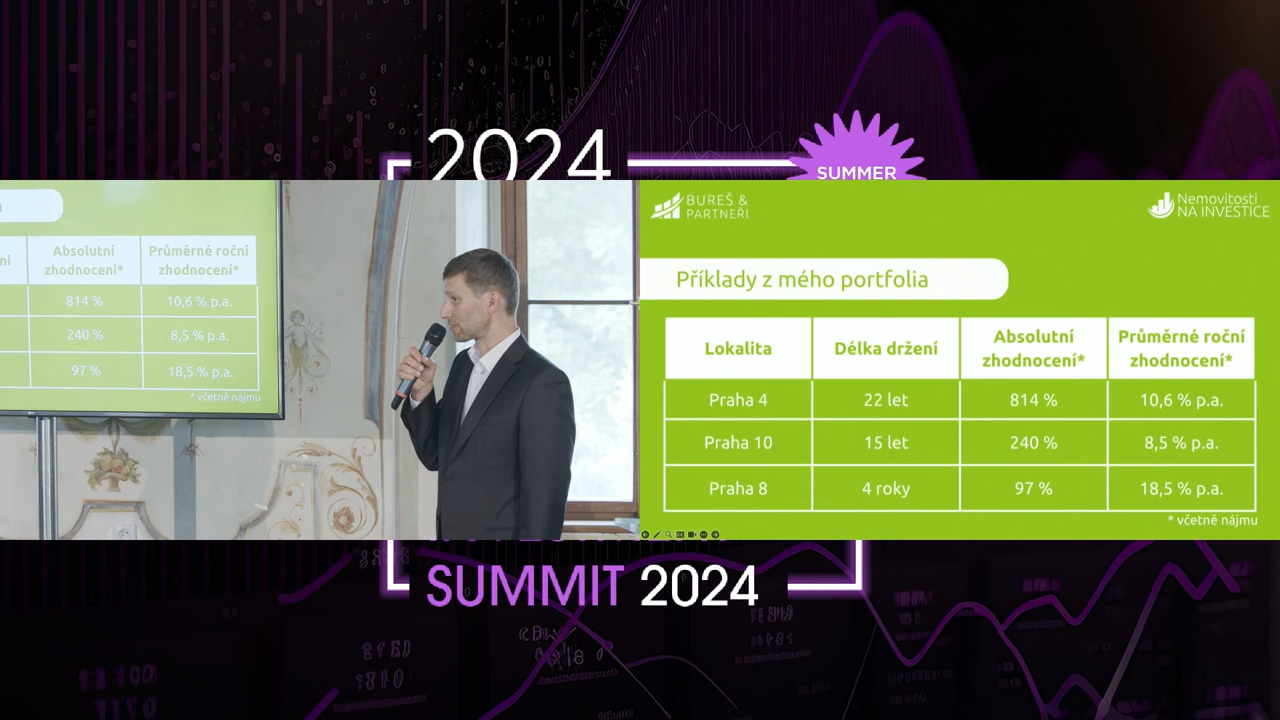 2024
SUMMER
Absolutní
zhodnocení*
Průměrné roční
zhodnocení*
814 %
10,6 % p.a.
240 %
8,5 % p.a.
97 %
18,5 % p.a.
* včetně nájmu
BUREŠ &
PARTNEŘI
Nemovitosti
NA INVESTICE
Příklady z mého portfolia
Lokalita
Délka držení
Absolutní
zhodnocení*
Průměrné roční
zhodnocení*
Praha 4
22 let
814 %
10,6 % p.a.
Praha 10
15 let
240 %
8,5 % p.a.
Praha 8
4 roky
97 %
18,5 % p.a.
* včetně nájmu
SUMMIT 2024